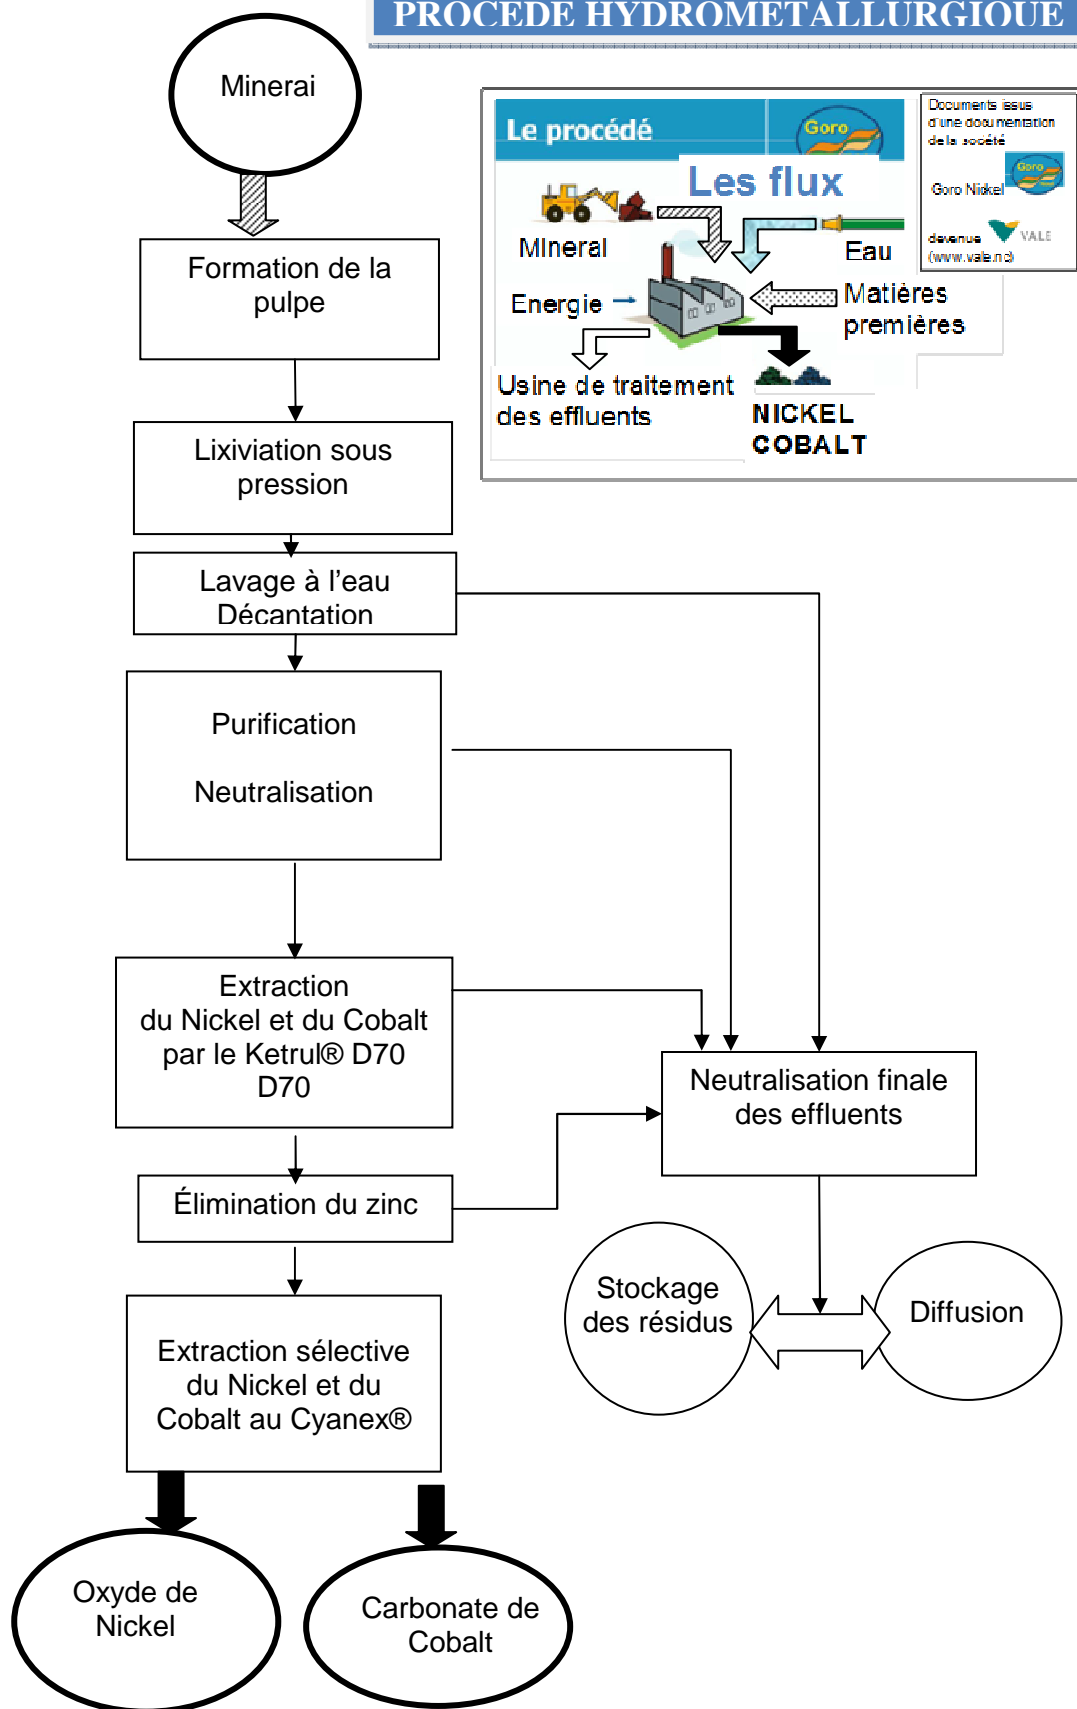 PROCEDE HYDROMETALLURGIQUE
Minerai
Le procédé
Goro
Les flux
MIneral
Eau
Energie
Matières
premières
Usine de traitement
des effluents
NICKEL
COBALT
Documents issus
d'une documentation
de la société
Goro
Goro Nickel
devenue VALE
(www.vale.nc)
Formation de la
pulpe
Lixiviation sous
pression
Lavage à l'eau
Décantation
Purification
Neutralisation
Extraction
du Nickel et du Cobalt
par le Ketrul® D70
D70
Neutralisation finale
des effluents
Élimination du zinc
Stockage
des résidus
Diffusion
Extraction sélective
du Nickel et du
Cobalt au Cyanex®
Oxyde de
Nickel
Carbonate de
Cobalt